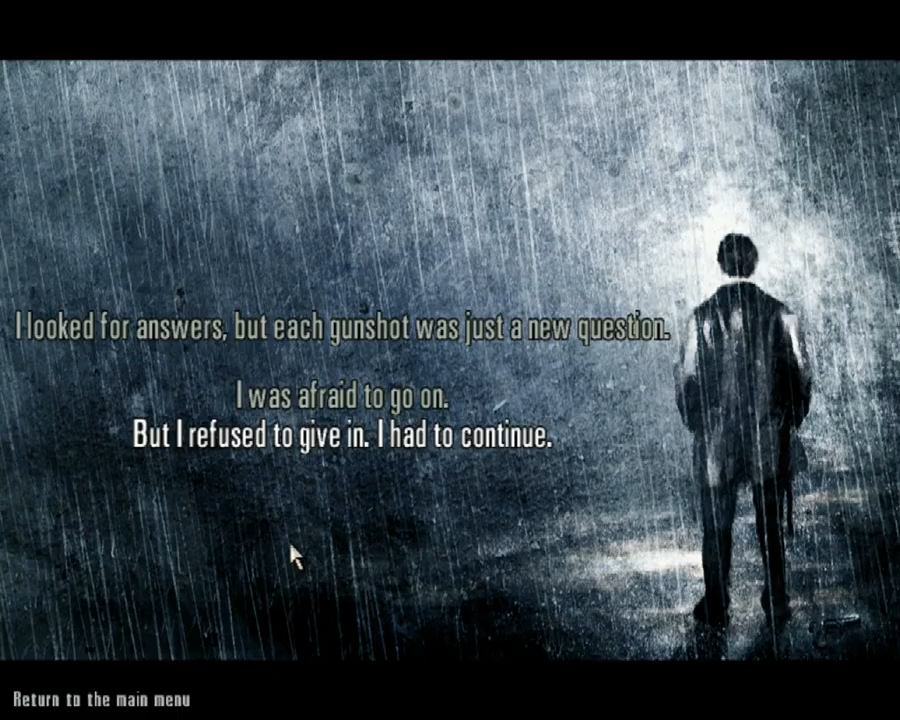 I looked for answers, but each gunshot was just a new question.
I was afraid to go on.
But I refused to give in. I had to continue.
Return to the main menu